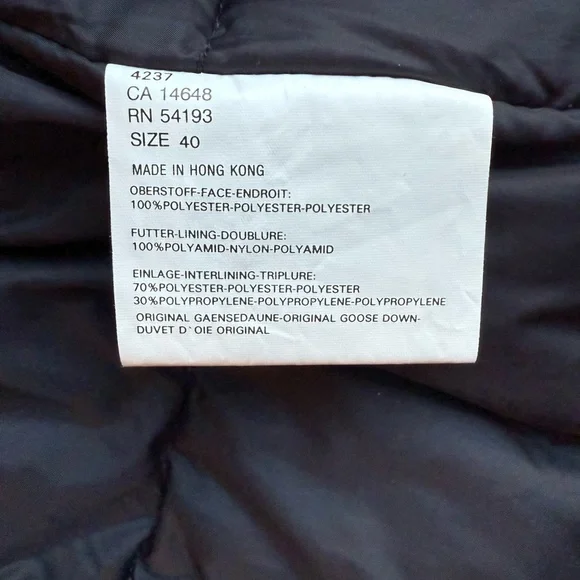 4237
CA 14648
RN 54193
SIZE 40
MADE IN HONG KONG
OBERSTOFF-FACE-ENDROIT:
100%POLYESTER-POLYESTER-POLYESTER
FUTTER-LINING-DOUBLURE:
100%POLYAMID-NYLON-POLYAMID
EINLAGE-INTERLINING-TRIPLURE:
70%POLYESTER-POLYESTER-POLYESTER
30%POLYPROPYLENE-POLYPROPYLENE-POLYPROPYLENE
ORIGINAL GAENSEDAUNE-ORIGINAL GOOSE DOWN-
DUVET D`OIE ORIGINAL